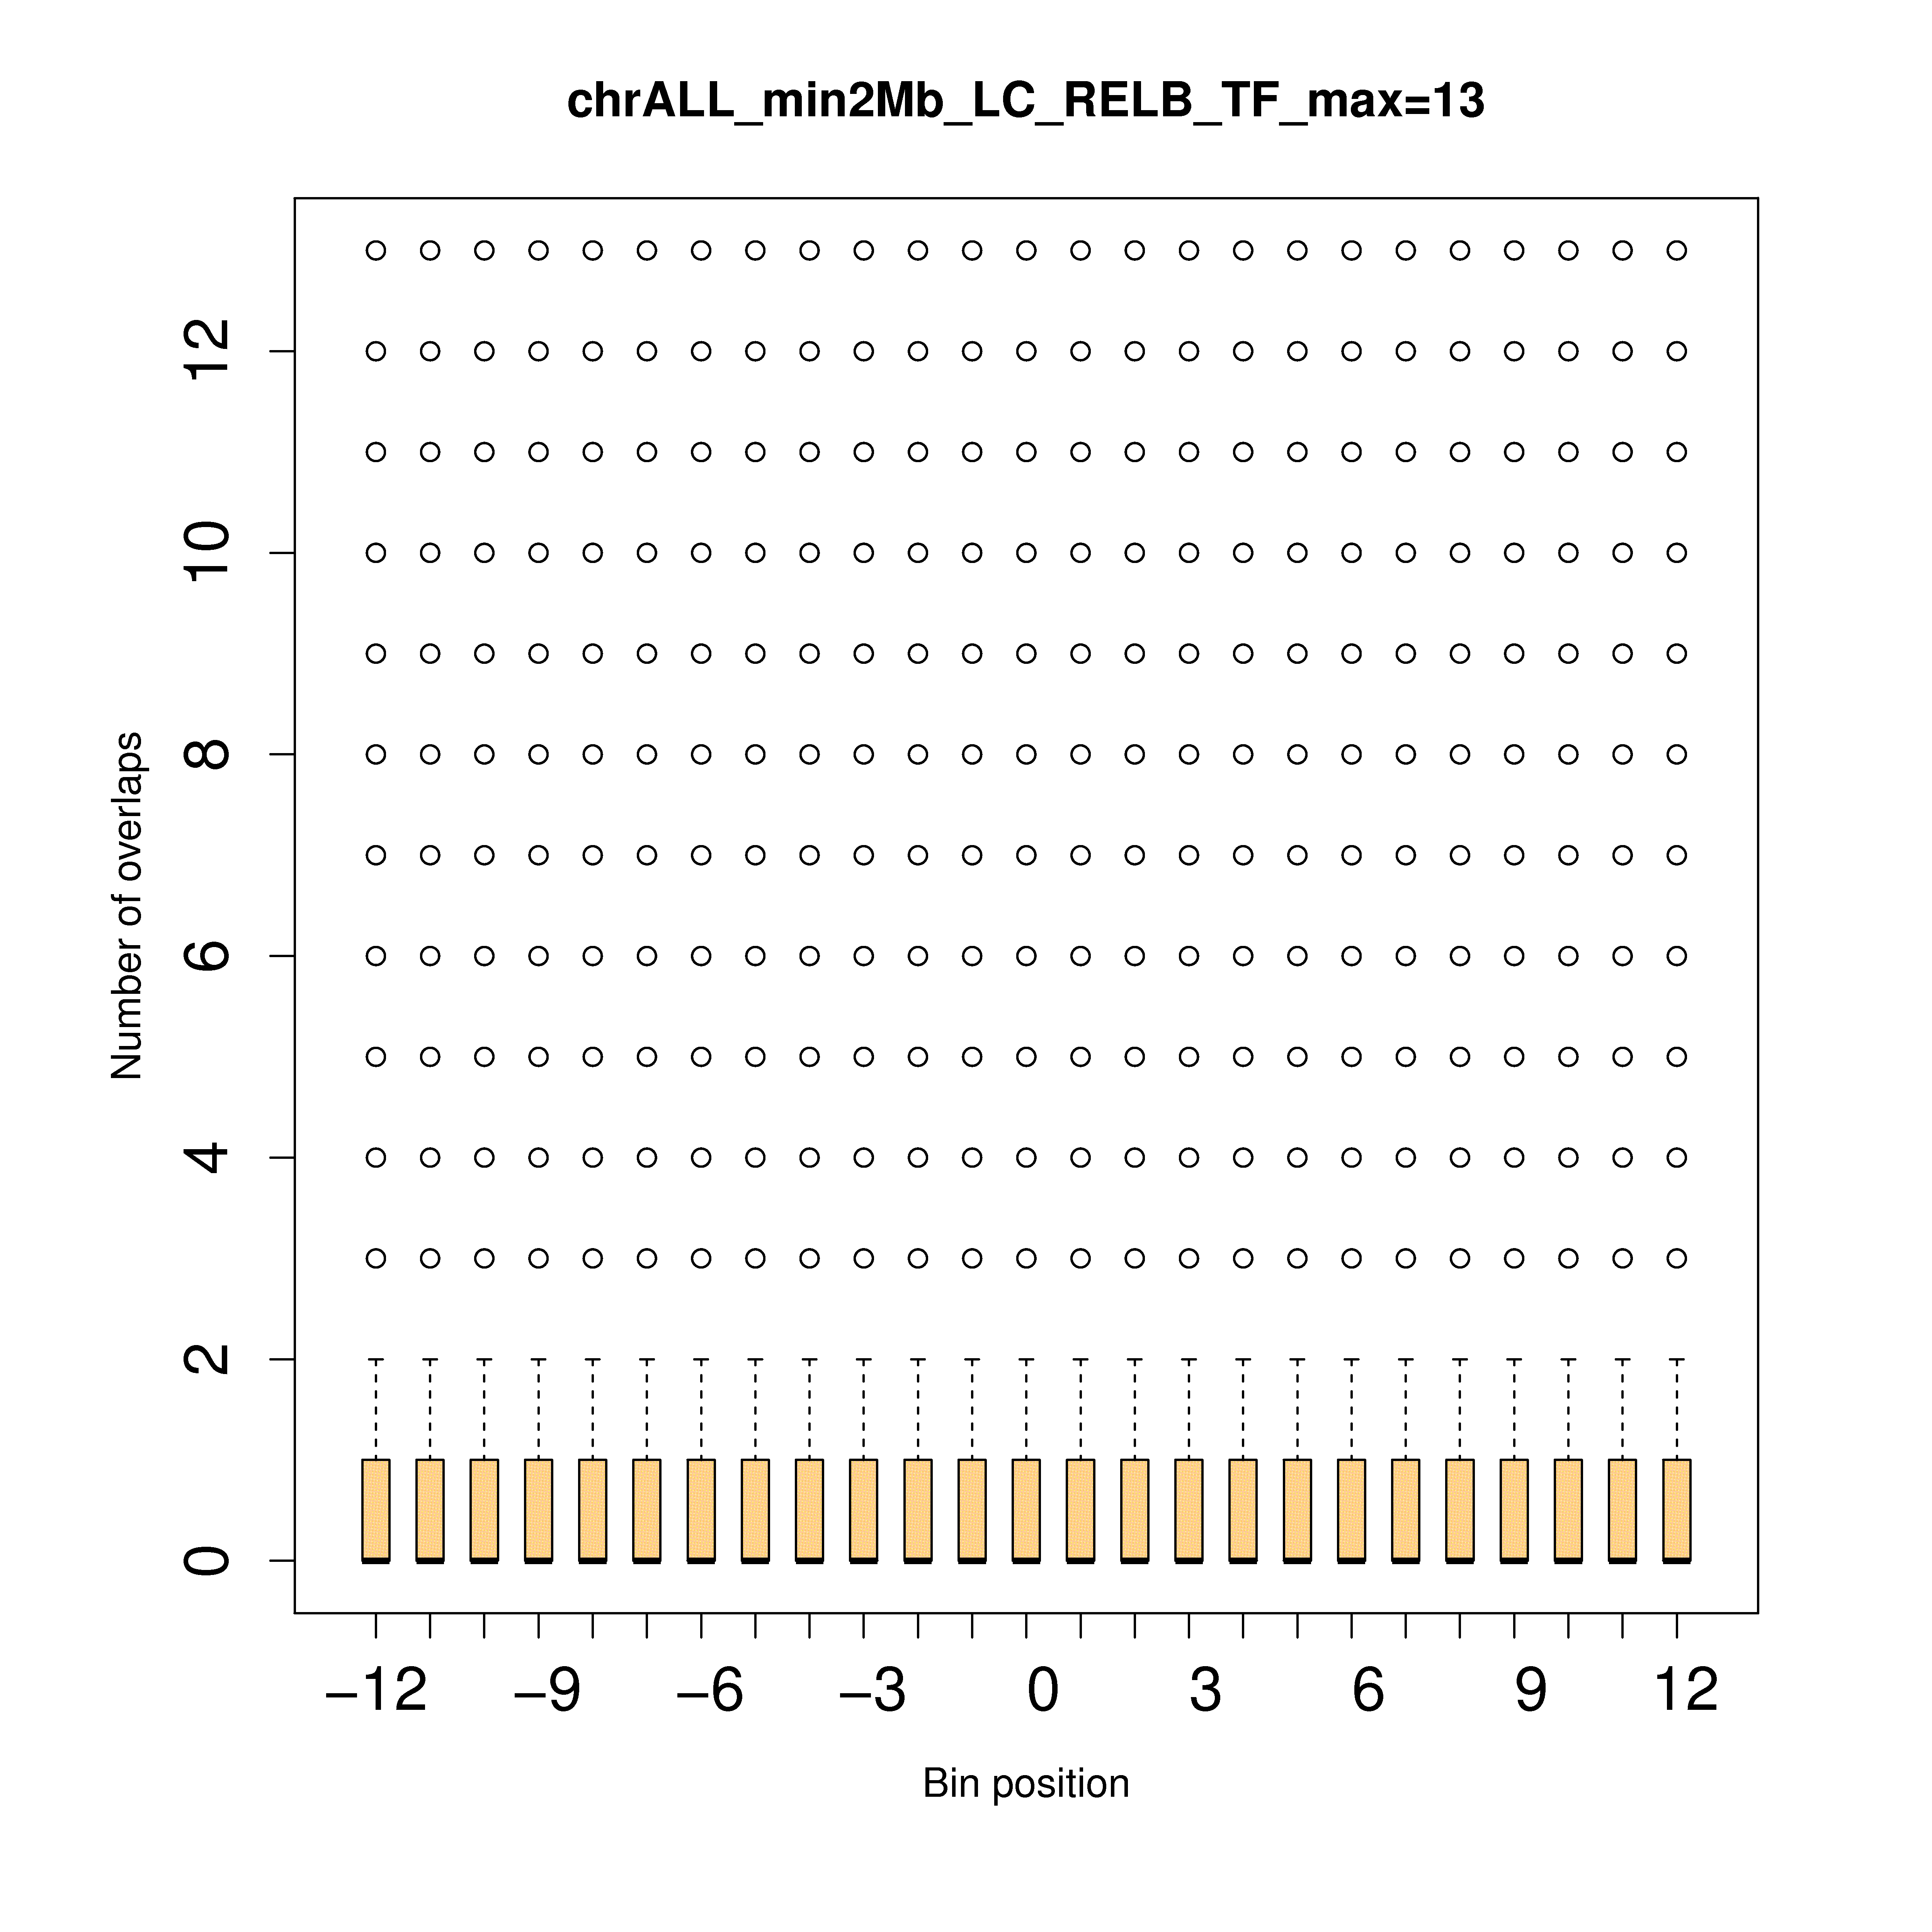 chrALL_min2Mb_LC_RELB_TF_max=13
Number of overlaps
12
10
8
6
4
2
0
−12 −9 −6 −3 0 3 6 9 12
Bin position